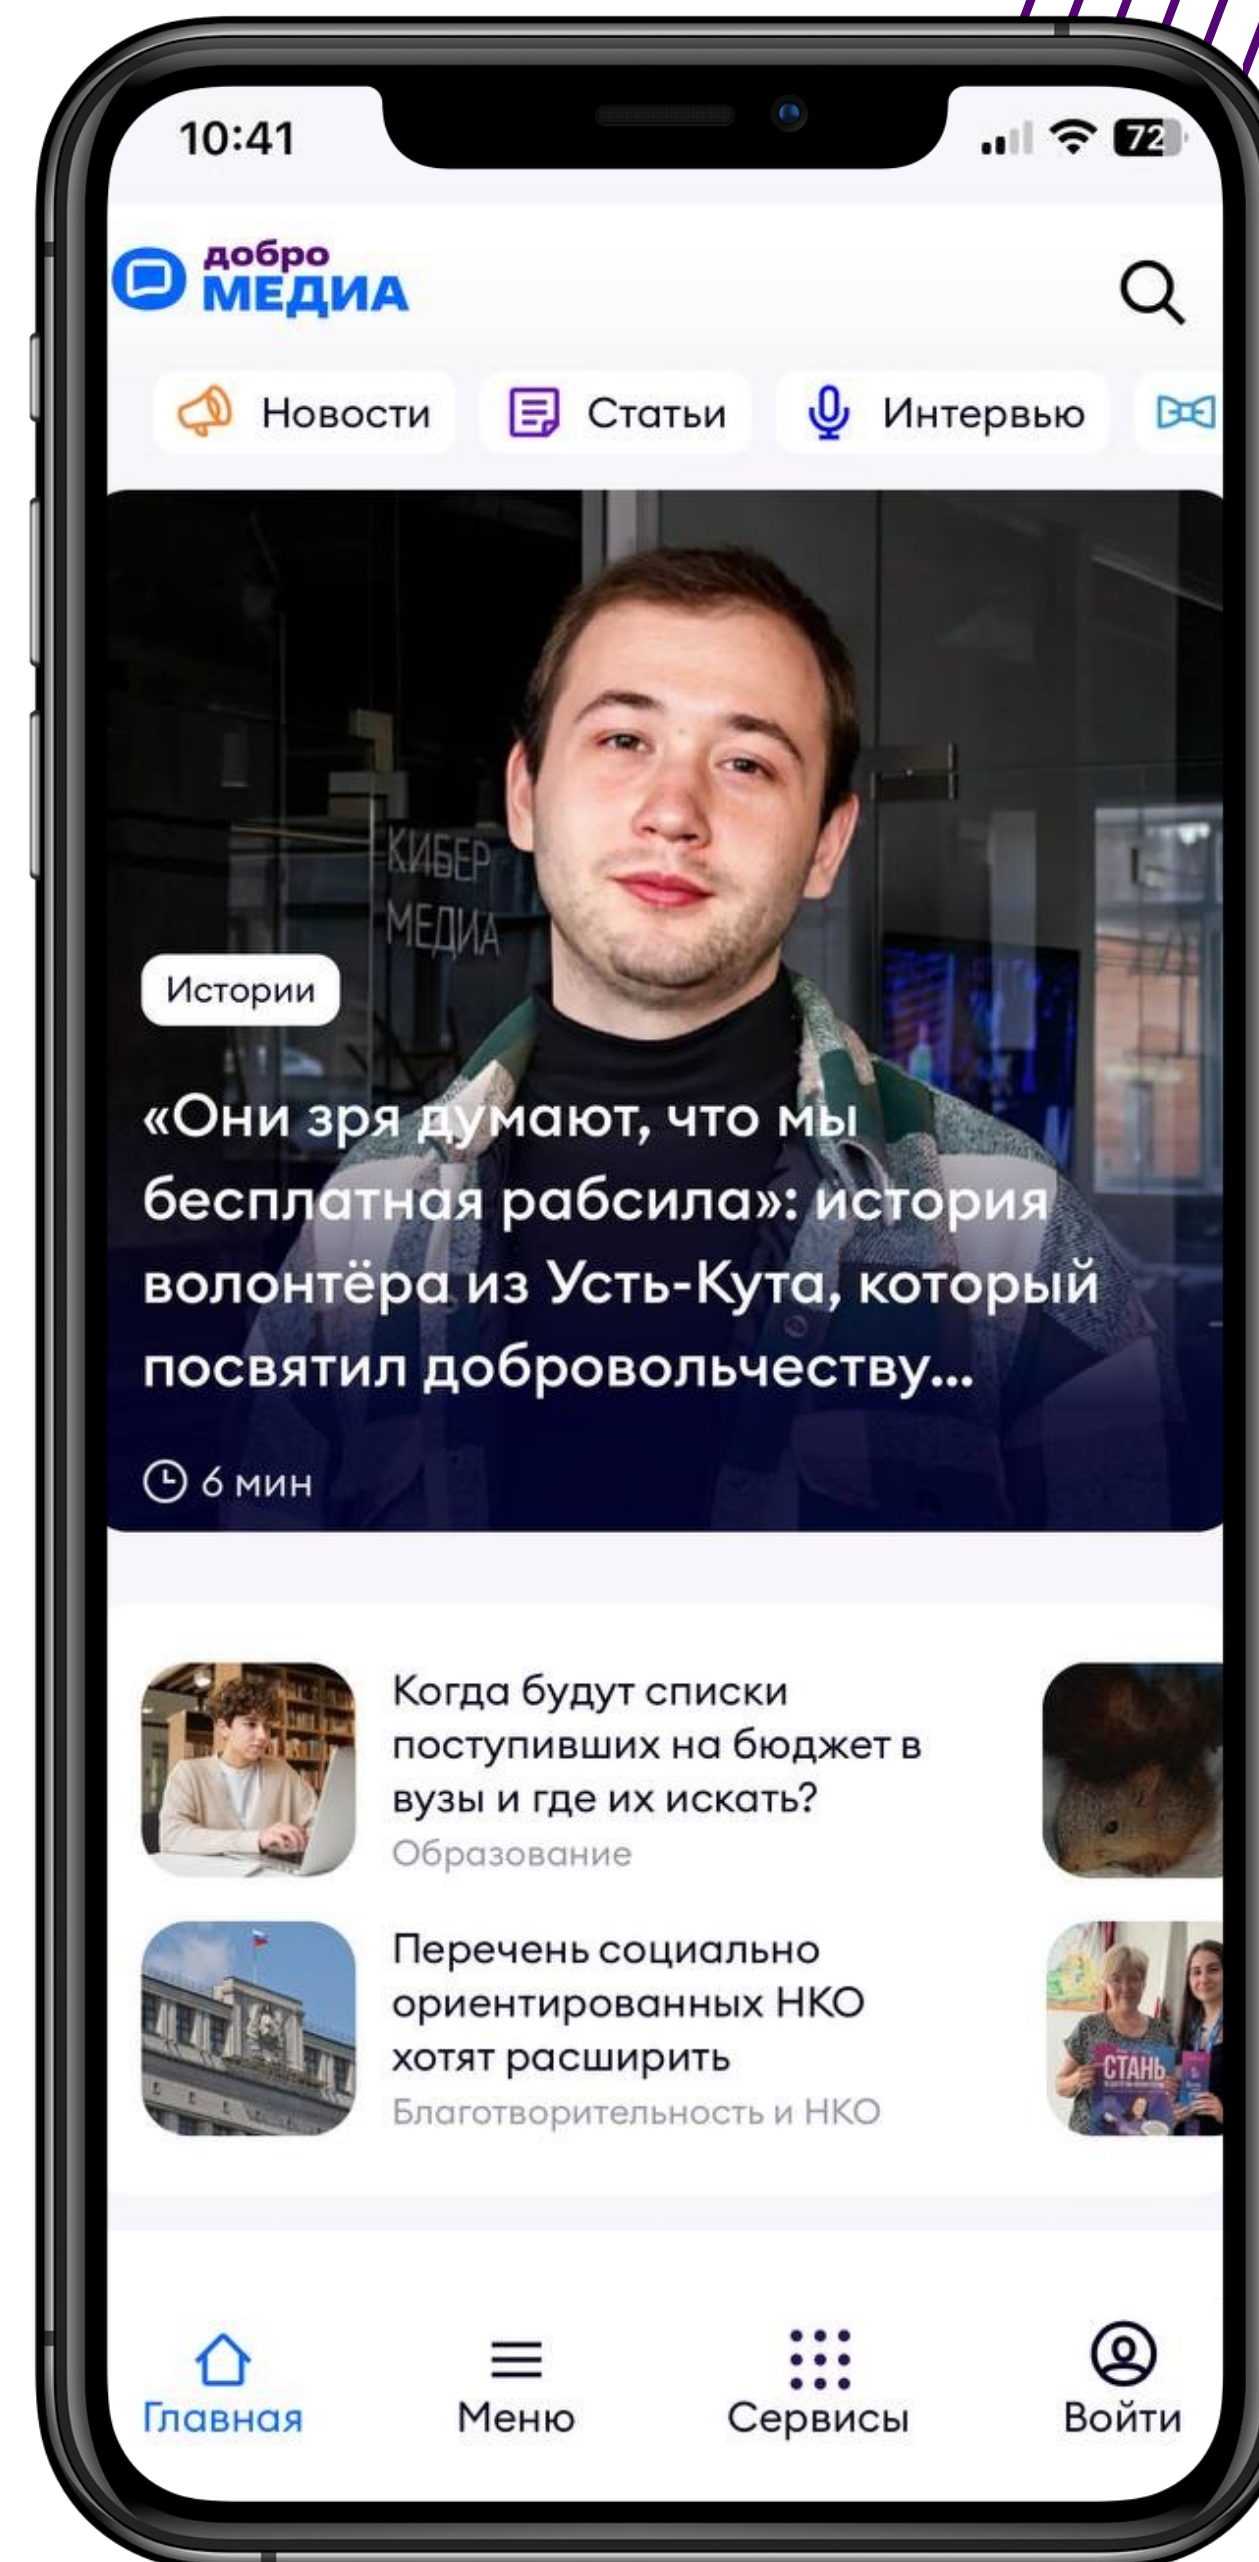 10:41
72
добро
МЕДИА
Новости
Статьи
Интервью
КИБЕР
МЕДИА
Истории
«Они зря думают, что мы
бесплатная рабсила»: история
волонтёра из Усть-Кута, который
посвятил добровольчеству...
6 мин
Когда будут списки
поступивших на бюджет в
вузы и где их искать?
Образование
Перечень социально
ориентированных НКО
хотят расширить
Благотворительность и НКО
СТАНЬ
Главная
Меню
Сервисы
Войти